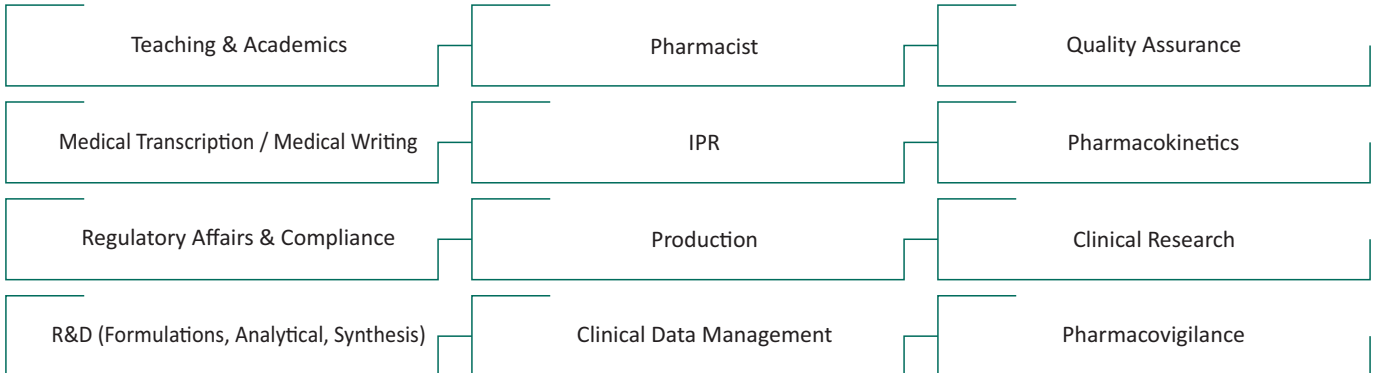 Teaching & Academics
Pharmacist
Quality Assurance
Medical Transcription / Medical Writing
IPR
Pharmacokinetics
Regulatory Affairs & Compliance
Production
Clinical Research
R&D (Formulations, Analytical, Synthesis)
Clinical Data Management
Pharmacovigilance